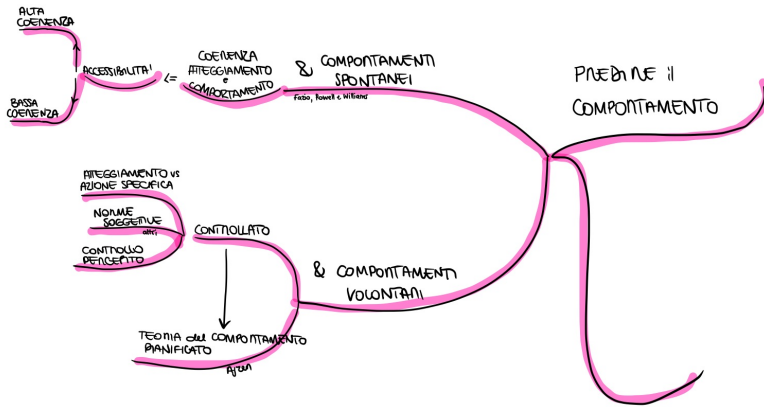 ALTA
COERENZA
ACCESSIBILITA'
BASSA
COERENZA
<=
COERENZA
ATTEGGIAMENTO
e
COMPORTAMENTO
& COMPORTAMENTI
SPONTANEI
Fazio, Powell e Williams
PREDIRE il
COMPORTAMENTO
ATTEGGIAMENTO vs
AZIONE SPECIFICA
NORME
SOGGETTIVE
altri
CONTROLLO
PERCEPITO
CONTROLLATO
& COMPORTAMENTI
VOLONTARI
TEORIA del COMPORTAMENTO
PIANIFICATO
Ajzen